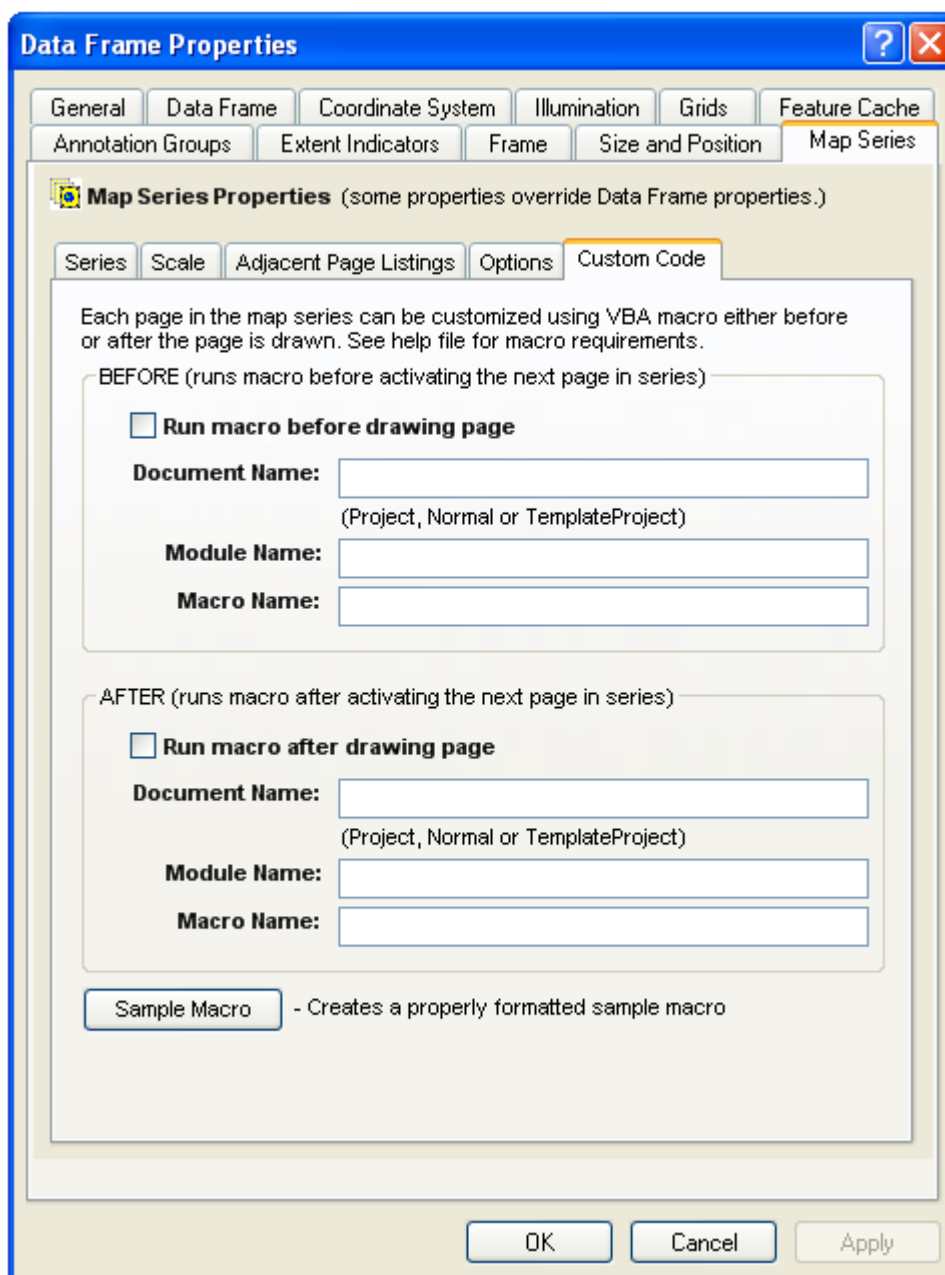 Data Frame Properties
General Data Frame Coordinate System Illumination Grids Feature Cache
Annotation Groups Extent Indicators Frame Size and Position Map Series
Map Series Properties (some properties override Data Frame properties.)
Series Scale Adjacent Page Listings Options Custom Code
Each page in the map series can be customized using VBA macro either before
or after the page is drawn. See help file for macro requirements.
BEFORE (runs macro before activating the next page in series)
Run macro before drawing page
Document Name:
(Project, Normal or TemplateProject)
Module Name:
Macro Name:
AFTER (runs macro after activating the next page in series)
Run macro after drawing page
Document Name:
(Project, Normal or TemplateProject)
Module Name:
Macro Name:
Sample Macro - Creates a properly formatted sample macro
OK Cancel Apply